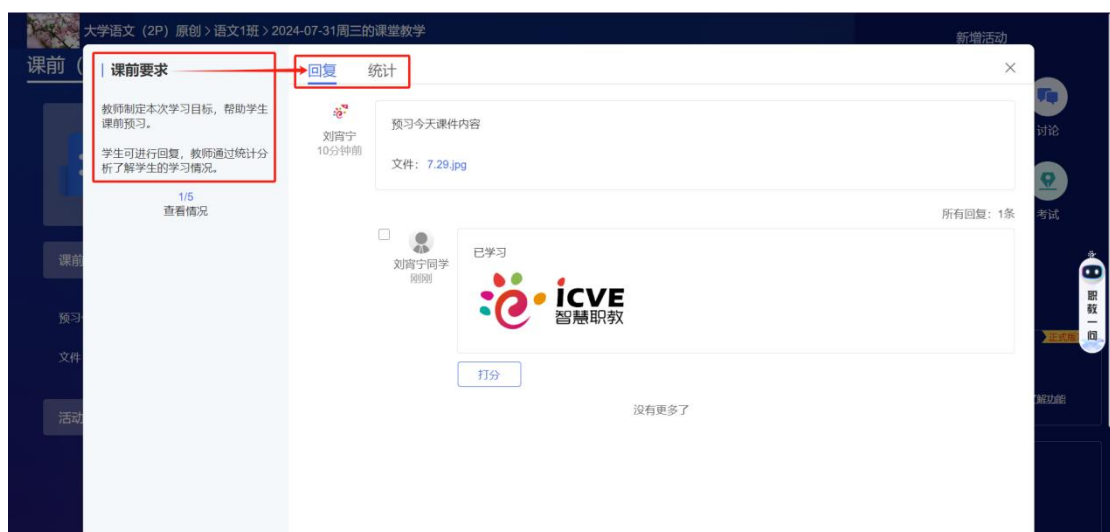 大学语文（2P）原创 > 语文1班 > 2024-07-31周三的课堂教学
新增活动
课前（
课前要求
回复 统计
教师制定本次学习目标，帮助学生
课前预习。
学生可进行回复，教师通过统计分
析了解学生的学习情况。
1/5
查看情况
刘宵宁
10分钟前
预习今天课件内容
文件：7.29.jpg
讨论
所有回复：1条
考试
刘宵宁同学
刚刚
已学习
icve
智慧职教
打分
没有更多了
课前
预习
文件
活动
职教一问
正式版
了解功能